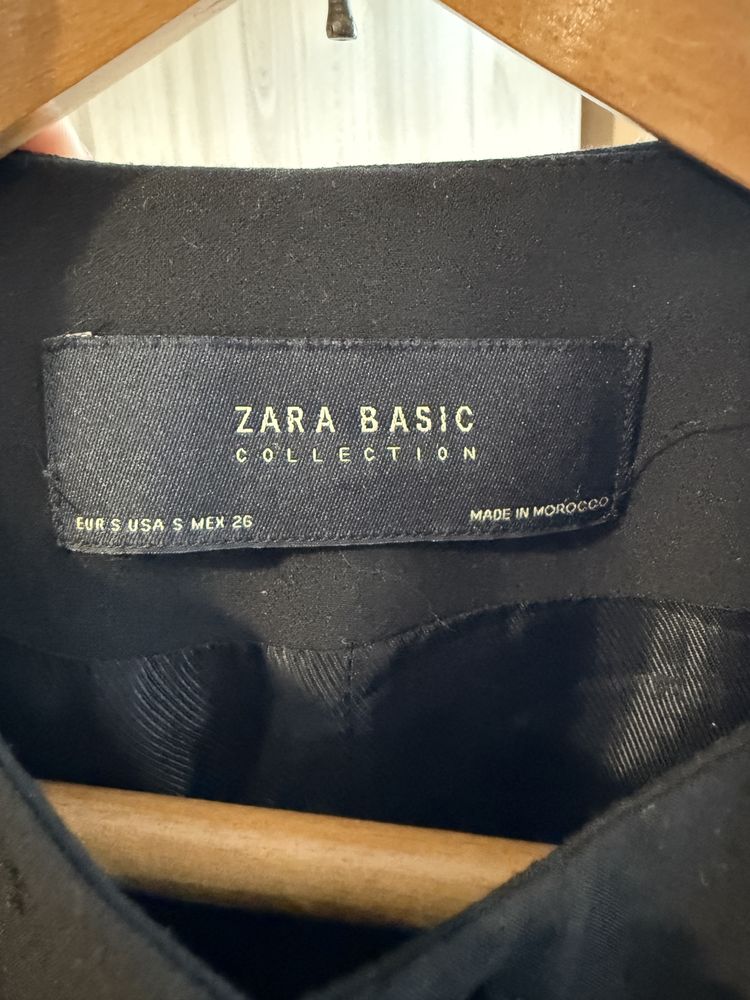 ZARA BASIC
COLLECTION
EUR S USA S MEX 26
MADE IN MOROCCO